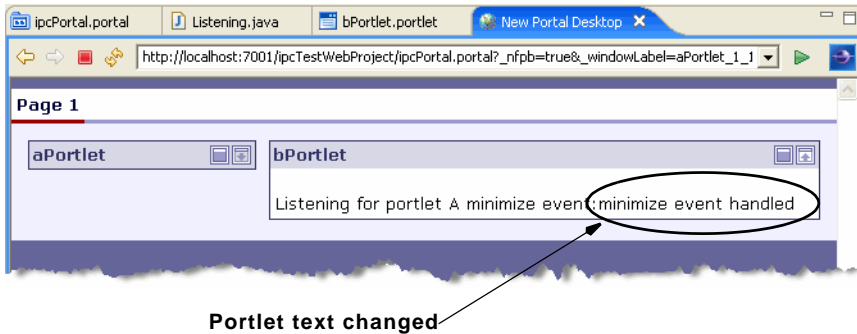 ipcPortal.portal
Listening.java
bPortlet.portlet
New Portal Desktop
http://localhost:7001/ipcTestWebProject/ipcPortal.portal?_nfpb=true&_windowLabel=aPortlet_1_1
Page 1
aPortlet
bPortlet
Listening for portlet A minimize event:minimize event handled
Portlet text changed